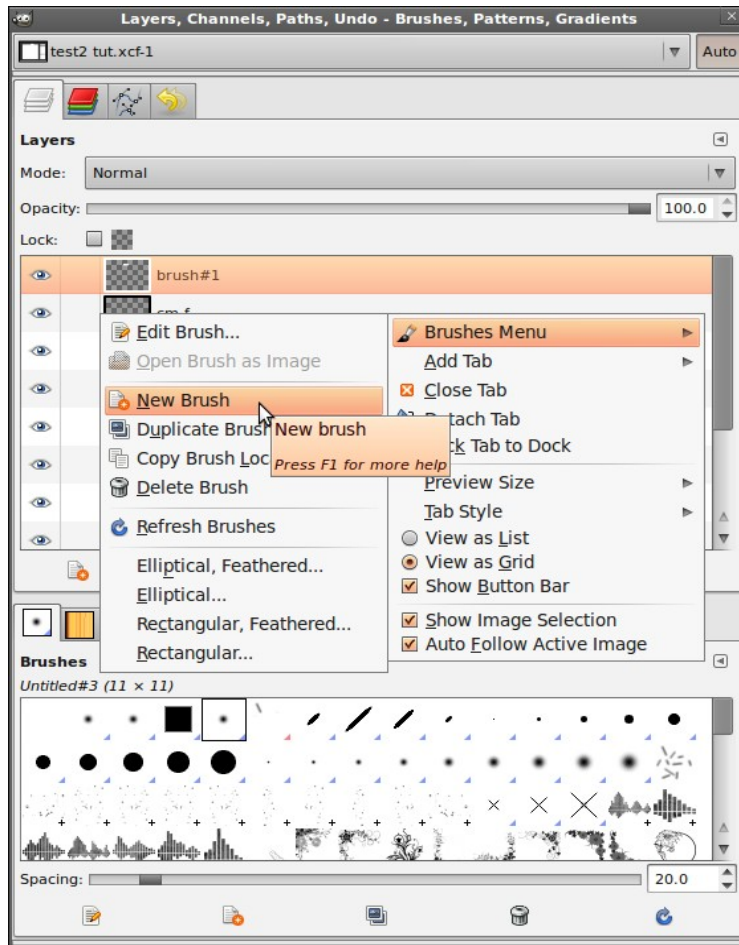 Layers, Channels, Paths, Undo - Brushes, Patterns, Gradients
test2 tut.xcf-1
Auto
Layers
Mode: Normal
Opacity: 100.0
Lock:
brush#1
Edit Brush...
Open Brush as Image
New Brush
Duplicate Brush
Copy Brush Loc
Delete Brush
Refresh Brushes
Elliptical, Feathered...
Elliptical...
Rectangular, Feathered...
Rectangular...
New brush
Press F1 for more help
Brushes Menu
Add Tab
Close Tab
Detach Tab
Tab to Dock
Preview Size
Tab Style
View as List
View as Grid
Show Button Bar
Show Image Selection
Auto Follow Active Image
Brushes
Untitled#3 (11 × 11)
Spacing: 20.0